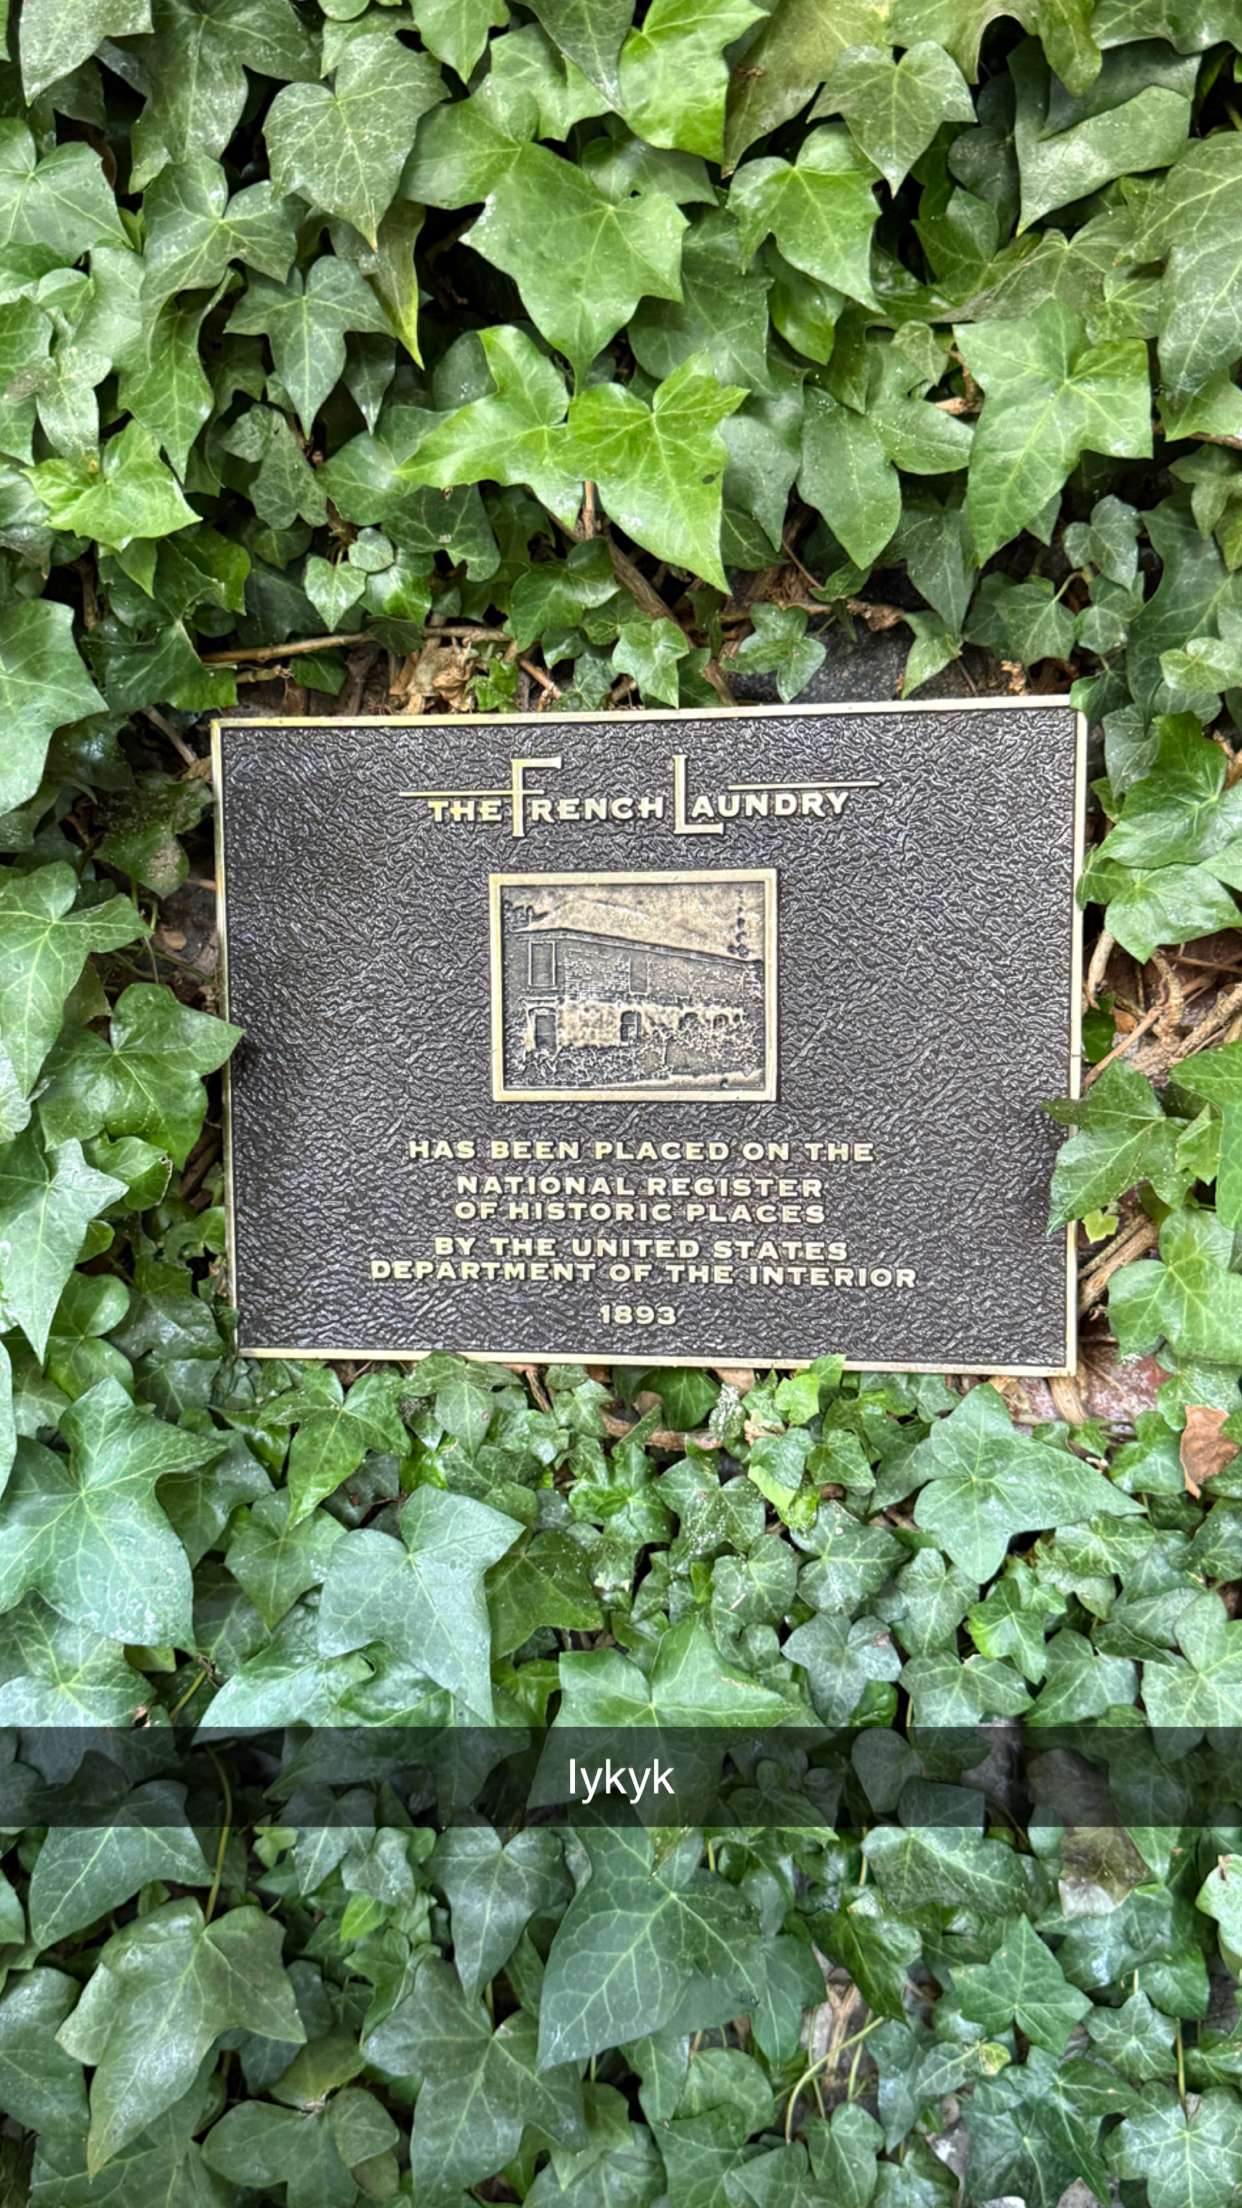 THE FRENCH LAUNDRY
HAS BEEN PLACED ON THE
NATIONAL REGISTER
OF HISTORIC PLACES
BY THE UNITED STATES
DEPARTMENT OF THE INTERIOR
1893
Iykyk